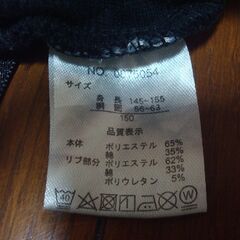 サイズ
身長 145-155
胴囲 56-63
150
品質表示
本体 ポリエステル 65%
綿 35%
リブ部分 ポリエステル 62%
綿 33%
ポリウレタン 5%
40
W